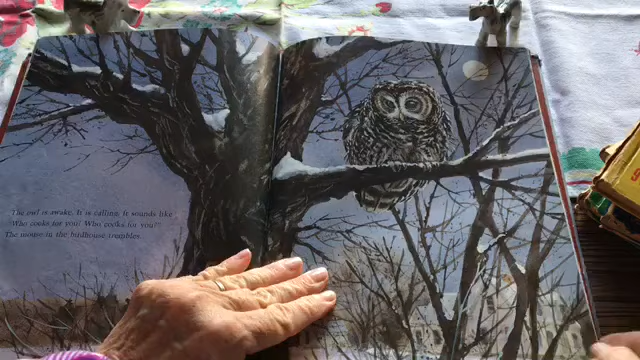 The owl is awake. It is calling. It sounds like
"Who cooks for you? Who cooks for you?"
The mouse in the birdhouse trembles.